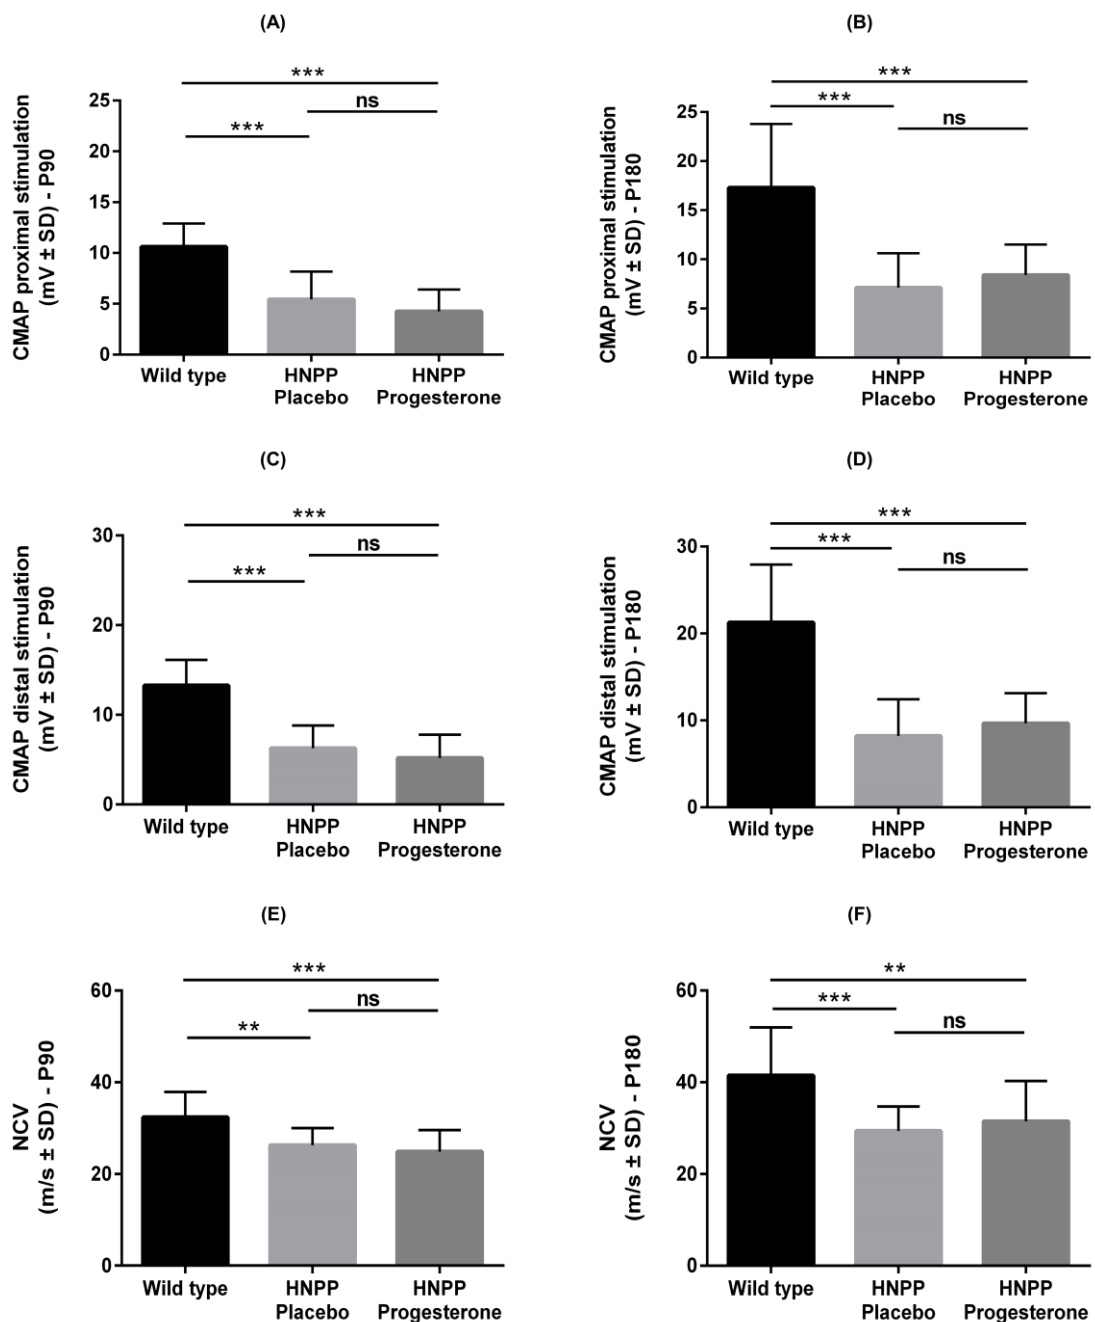 (A)
CMAP proximal stimulation
(mV ± SD) - P90
25
20
15
10
5
0
***
ns
***
Wild type
HNPP
Placebo
HNPP
Progesterone
(B)
CMAP proximal stimulation
(mV ± SD) - P180
25
20
15
10
5
0
***
***
ns
Wild type
HNPP
Placebo
HNPP
Progesterone
(C)
CMAP distal stimulation
(mV ± SD) - P90
30
20
10
0
***
ns
***
Wild type
HNPP
Placebo
HNPP
Progesterone
(D)
CMAP distal stimulation
(mV ± SD) - P180
30
20
10
0
***
***
ns
Wild type
HNPP
Placebo
HNPP
Progesterone
(E)
NCV
(m/s ± SD) - P90
60
40
20
0
***
ns
**
Wild type
HNPP
Placebo
HNPP
Progesterone
(F)
NCV
(m/s ± SD) - P180
60
40
20
0
**
***
ns
Wild type
HNPP
Placebo
HNPP
Progesterone